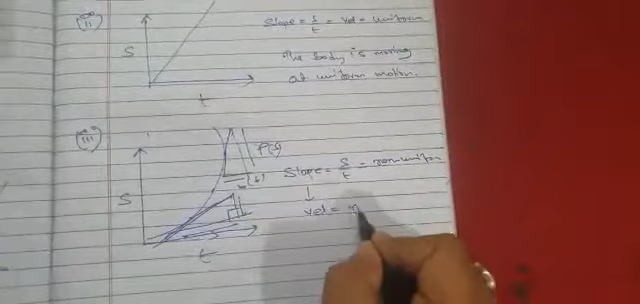 (ii)
Slope = s/t = vel = uniform
S
The body is moving
at uniform motion.
t
(iii)
P(s)
(t)
Slope = s/t = non-uniform
S
↓
vel = n
t